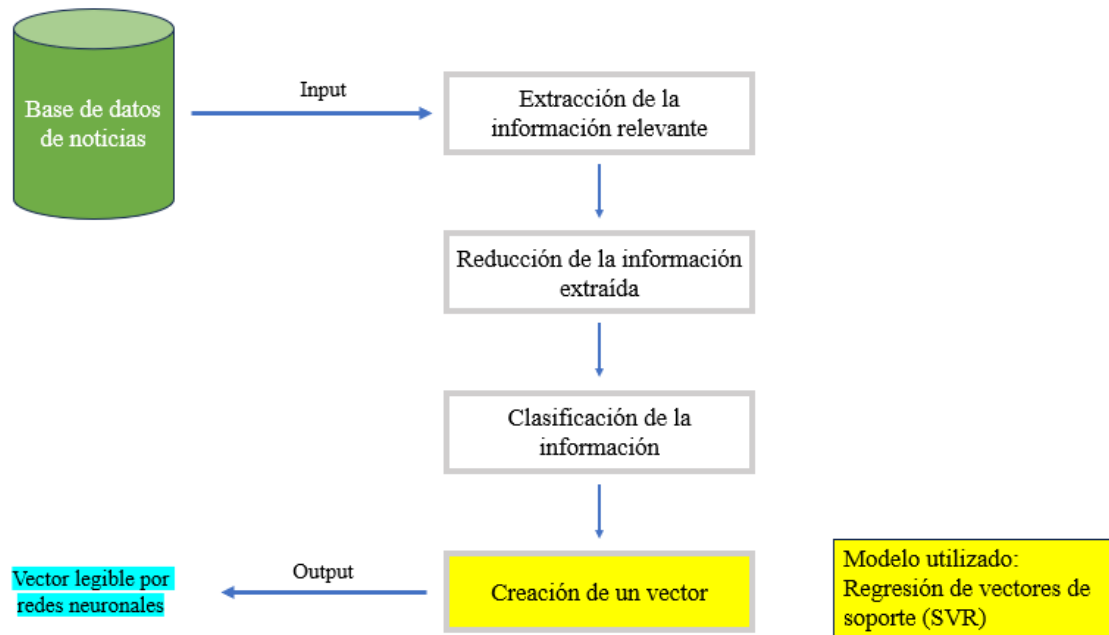 Base de datos
de noticias
Input
Extracción de la
información relevante
Reducción de la información
extraída
Clasificación de la
información
Creación de un vector
Output
Vector legible por
redes neuronales
Modelo utilizado:
Regresión de vectores de
soporte (SVR)